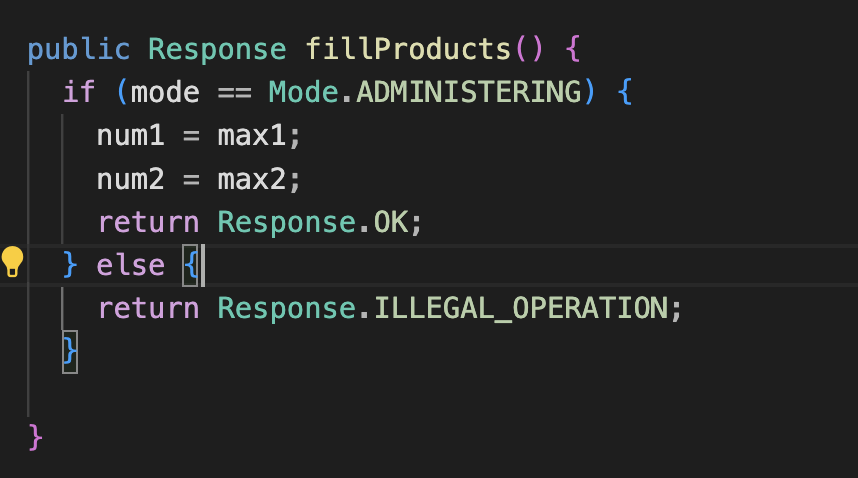 public Response fillProducts() {
  if (mode == Mode.ADMINISTERING) {
    num1 = max1;
    num2 = max2;
    return Response.OK;
  } else {
    return Response.ILLEGAL_OPERATION;
  }

}